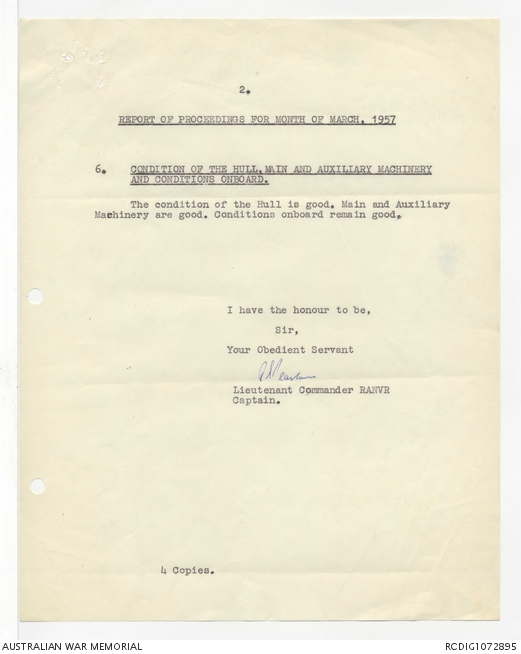 2.
REPORT OF PROCEEDINGS FOR MONTH OF MARCH. 1957
6. CONDITION OF THE HULL, MAIN AND AUXILIARY MACHINERY
AND CONDITIONS ONBOARD.
The condition of the Hull is good. Main and Auxiliary
Machinery are good. Conditions onboard remain good.
I have the honour to be,
Sir,
Your Obedient Servant
Lieutenant Commander RANVR
Captain.
4 Copies.
AUSTRALIAN WAR MEMORIAL
RCDIG1072895